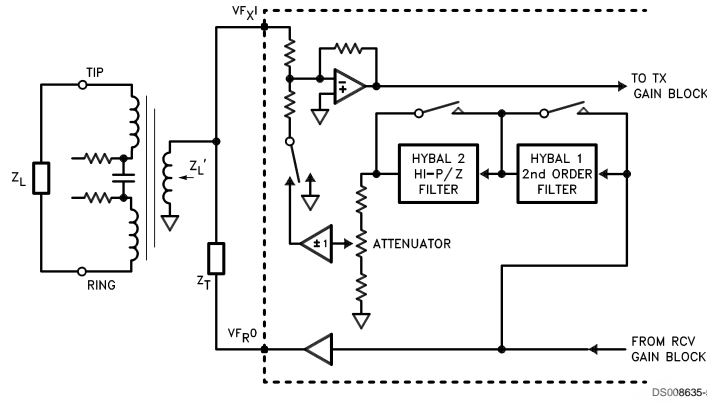 VFXI
TIP
TO TX
GAIN BLOCK
ZL
ZL'
HYBAL 2
HI-P/Z
FILTER
HYBAL 1
2nd ORDER
FILTER
± 1
ATTENUATOR
ZT
RING
VFRO
FROM RCV
GAIN BLOCK